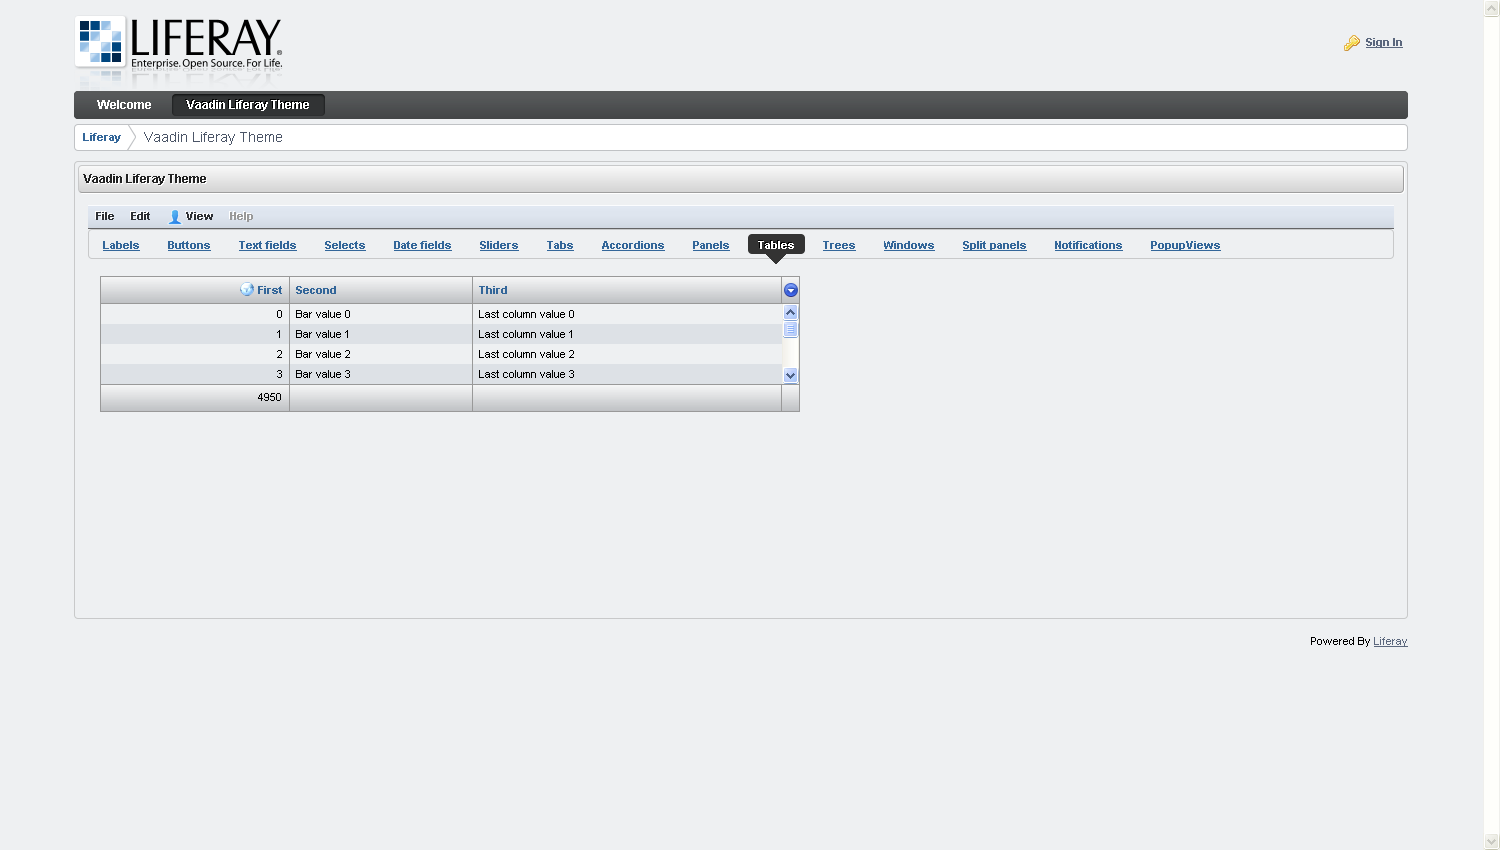 LIFERAY.
Enterprise. Open Source. For Life.
Sign In
Welcome Vaadin Liferay Theme
Liferay Vaadin Liferay Theme
Vaadin Liferay Theme
File Edit View Help
Labels Buttons Text fields Selects Date fields Sliders Tabs Accordions Panels Tables Trees Windows Split panels Notifications PopupViews
First Second Third
0 Bar value 0 Last column value 0
1 Bar value 1 Last column value 1
2 Bar value 2 Last column value 2
3 Bar value 3 Last column value 3
4950
Powered By Liferay